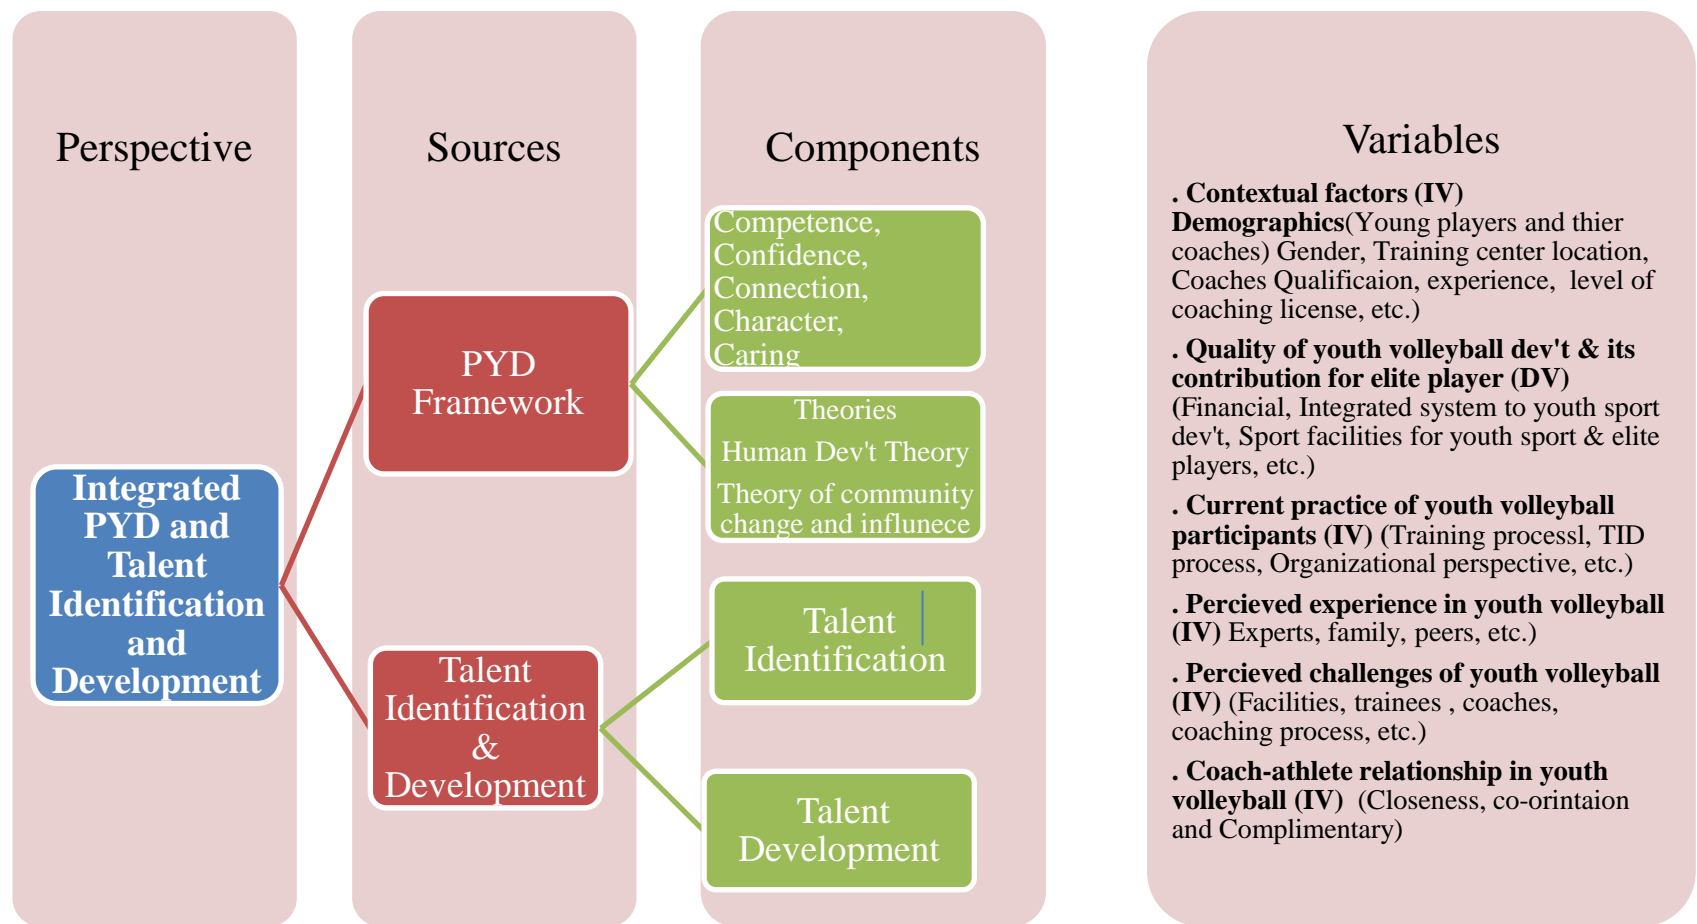 Perspective
Integrated
PYD and
Talent
Identification
and
Development
Sources
PYD
Framework
Talent
Identification
&
Development
Components
Competence,
Confidence,
Connection,
Character,
Caring
Theories
Human Dev't Theory
Theory of community
change and influnece
Talent
Identification
Talent
Development
Variables
. Contextual factors (IV)
Demographics(Young players and thier
coaches) Gender, Training center location,
Coaches Qualificaion, experience, level of
coaching license, etc.)
. Quality of youth volleyball dev't & its
contribution for elite player (DV)
(Financial, Integrated system to youth sport
dev't, Sport facilities for youth sport & elite
players, etc.)
. Current practice of youth volleyball
participants (IV) (Training processl, TID
process, Organizational perspective, etc.)
. Percieved experience in youth volleyball
(IV) Experts, family, peers, etc.)
. Percieved challenges of youth volleyball
(IV) (Facilities, trainees , coaches,
coaching process, etc.)
. Coach-athlete relationship in youth
volleyball (IV) (Closeness, co-orintaion
and Complimentary)